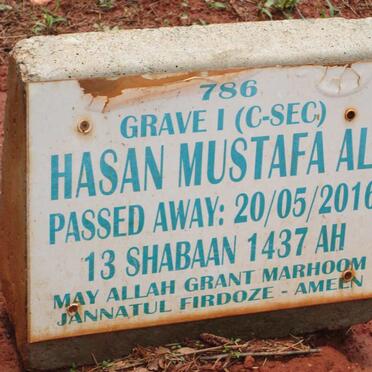 786
GRAVE I (C-SEC)
HASAN MUSTAFA AL
PASSED AWAY: 20/05/2016
13 SHABAAN 1437 AH
MAY ALLAH GRANT MARHOOM
JANNATUL FIRDOZE - AMEEN